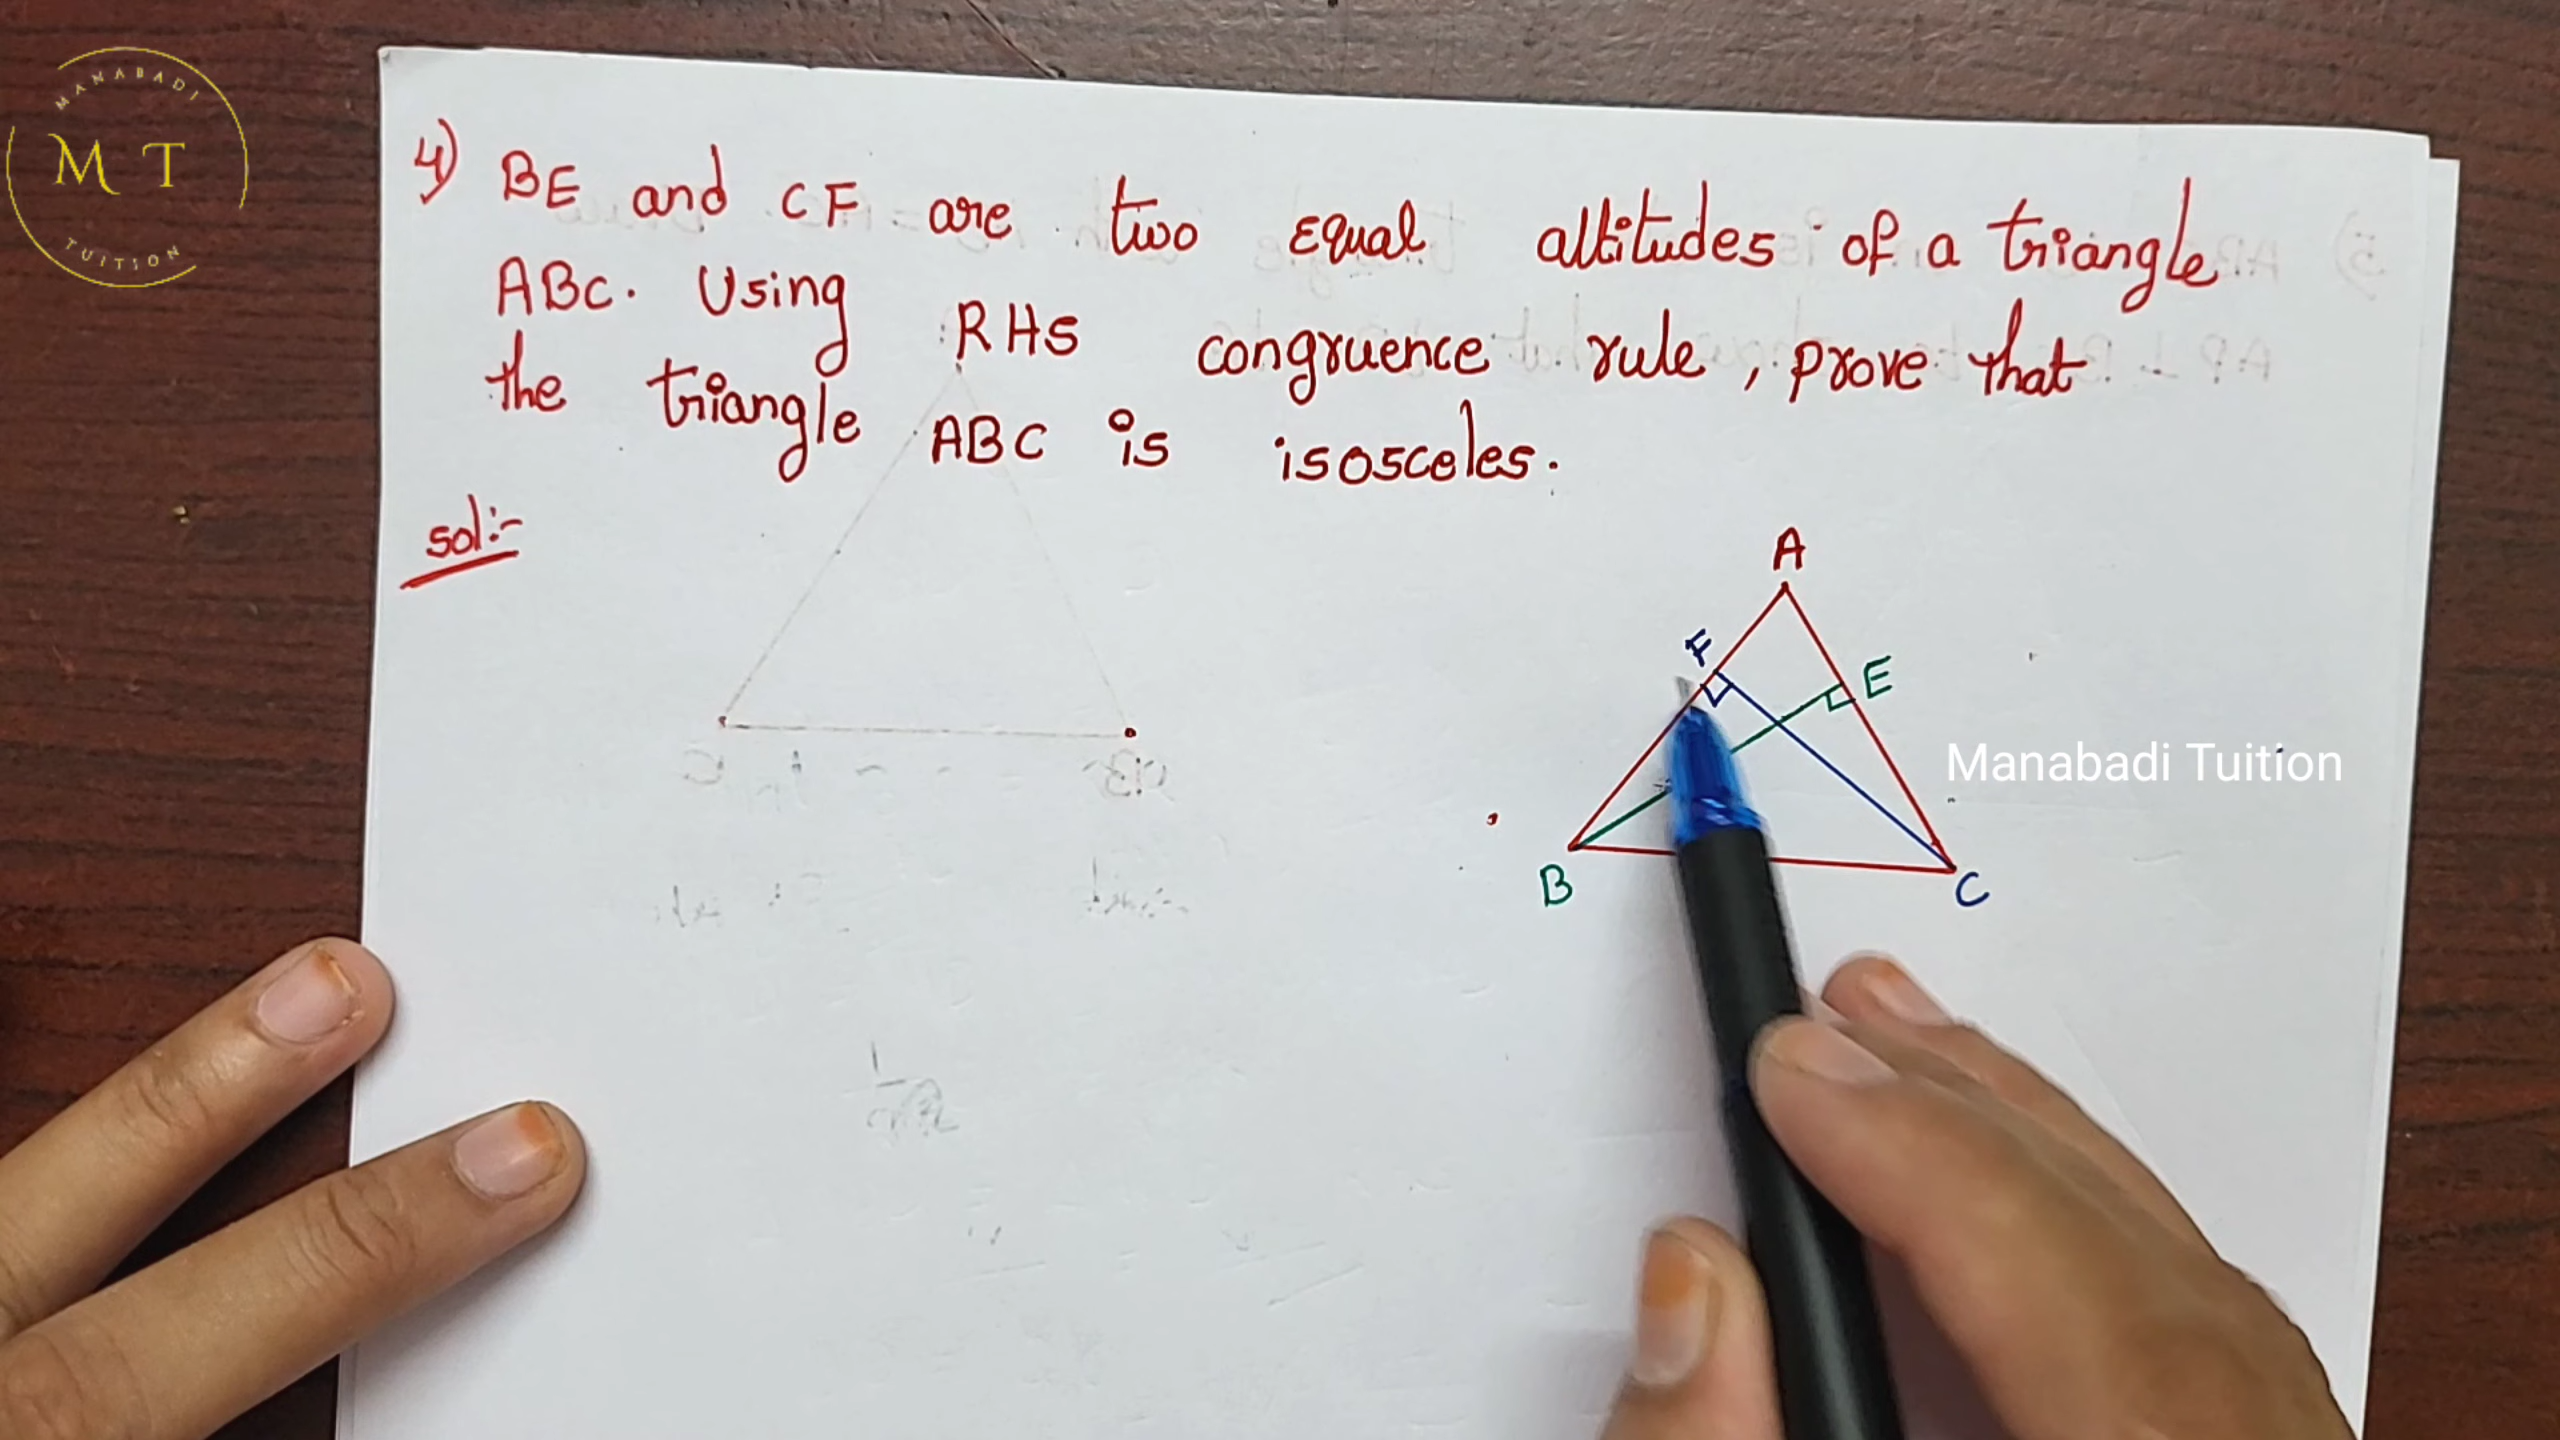 MANABADI
M T
TUITION
4) BE and CF are two equal altitudes of a triangle
ABC. Using RHS congruence rule, prove that
the triangle ABC is isosceles.
sol:-
A
F
E
Manabadi Tuition
B
C